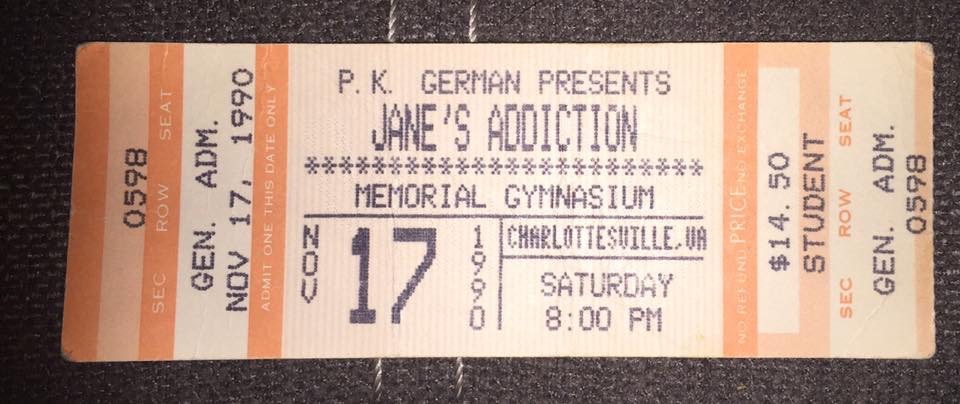 0598
SEC ROW SEAT
GEN. ADM.
NOV 17, 1990
ADMIT ONE THIS DATE ONLY
P. K. GERMAN PRESENTS
JANE'S ADDICTION
**********************************
MEMORIAL GYMNASIUM
NOV
17
1990
CHARLOTTESVILLE,VA
SATURDAY
8:00 PM
NO REFUND PRICE NO EXCHANGE
$14.50
STUDENT
SEC ROW SEAT
GEN. ADM.
0598